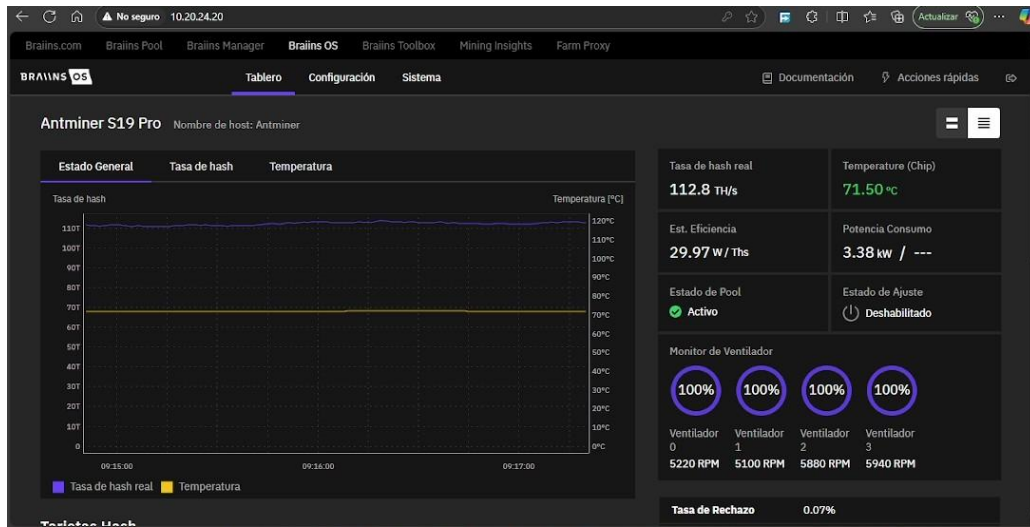 No seguro 10.20.24.20 Actualizar
Braiins.com Braiins Pool Braiins Manager Braiins OS Braiins Toolbox Mining Insights Farm Proxy
BRAIINS OS Tablero Configuración Sistema Documentación Acciones rápidas
Antminer S19 Pro Nombre de host: Antminer
Estado General Tasa de hash Temperatura
Tasa de hash Temperatura [°C]
110T
100T
90T
80T
70T
60T
50T
40T
30T
20T
10T
0
120°C
110°C
100°C
90°C
80°C
70°C
60°C
50°C
40°C
30°C
20°C
10°C
0°C
09:15:00 09:16:00 09:17:00
Tasa de hash real Temperatura
Tarjetas Hash
Tasa de hash real
112.8 TH/s
Temperature (Chip)
71.50 °C
Est. Eficiencia
29.97 W / Ths
Potencia Consumo
3.38 kW / ---
Estado de Pool
Activo
Estado de Ajuste
Deshabilitado
Monitor de Ventilador
100% 100% 100% 100%
Ventilador Ventilador Ventilador Ventilador
0 1 2 3
5220 RPM 5100 RPM 5880 RPM 5940 RPM
Tasa de Rechazo 0.07%